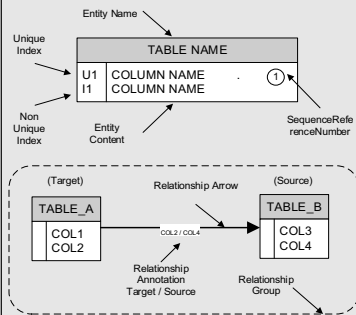 Entity Name
Unique
Index
TABLE NAME
U1 COLUMN NAME . 1
I1 COLUMN NAME
Non
Unique
Index
Entity
Content
SequenceRefe
renceNumber
(Target)
Relationship Arrow
(Source)
TABLE_A
TABLE_B
COL1
COL2
COL2 / COL4
COL3
COL4
Relationship
Annotation
Target / Source
Relationship
Group